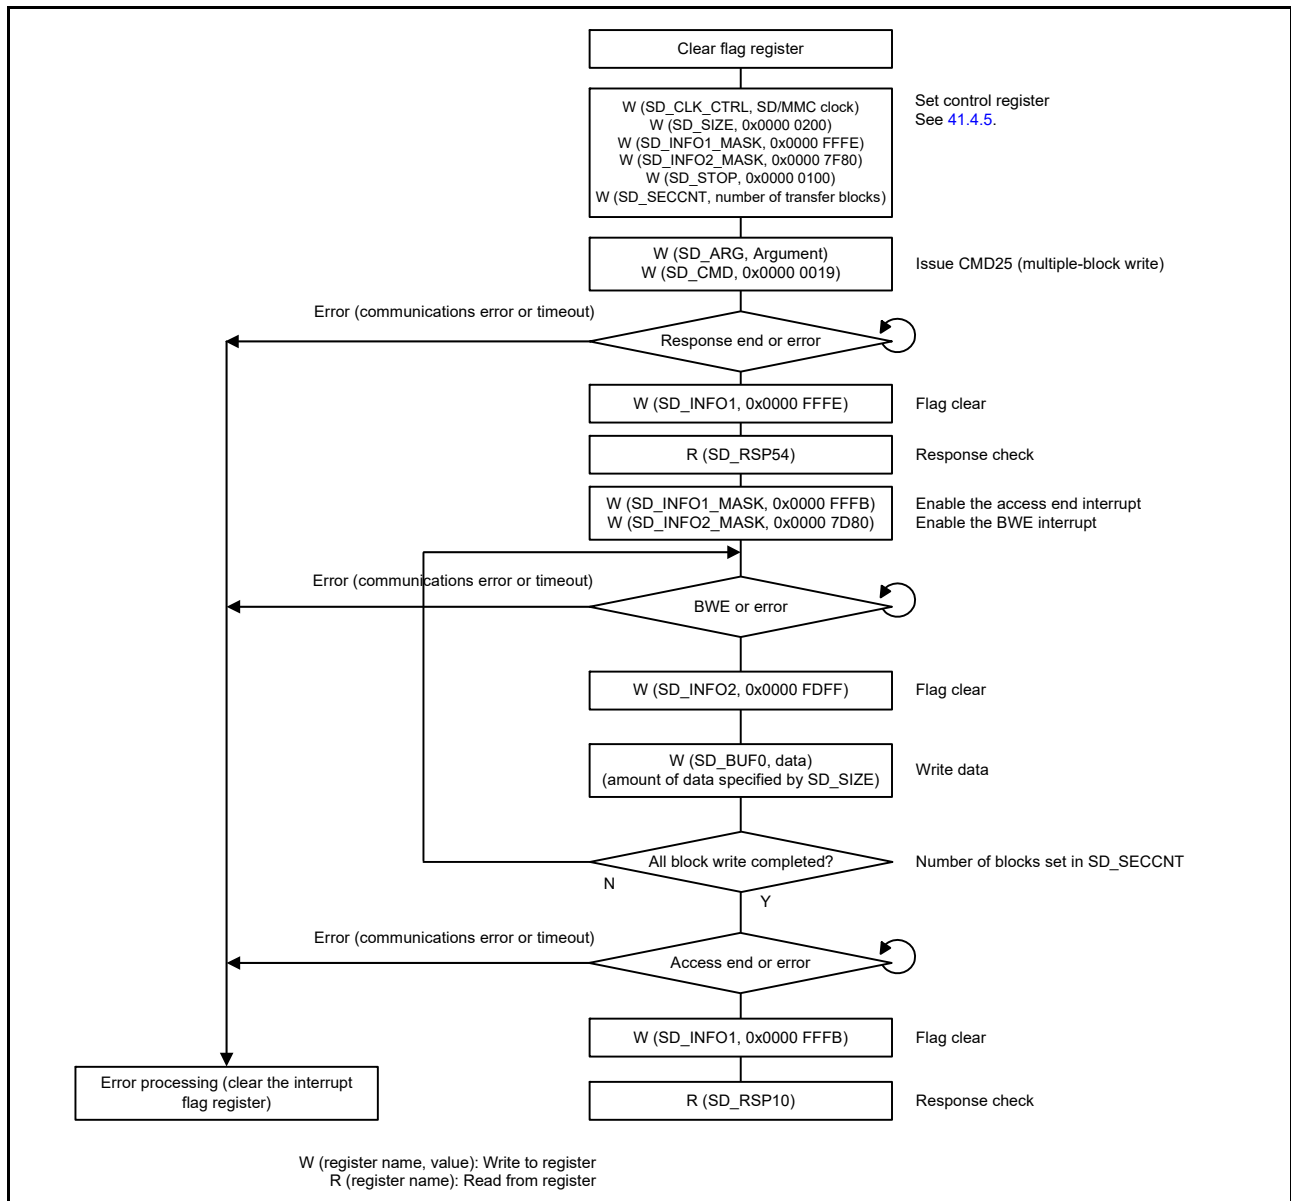 Clear flag register
W (SD_CLK_CTRL, SD/MMC clock)
W (SD_SIZE, 0x0000 0200)
W (SD_INFO1_MASK, 0x0000 FFFE)
W (SD_INFO2_MASK, 0x0000 7F80)
W (SD_STOP, 0x0000 0100)
W (SD_SECCNT, number of transfer blocks)
Set control register
See 41.4.5.
W (SD_ARG, Argument)
W (SD_CMD, 0x0000 0019)
Issue CMD25 (multiple-block write)
Error (communications error or timeout)
Response end or error
W (SD_INFO1, 0x0000 FFFE)
Flag clear
R (SD_RSP54)
Response check
W (SD_INFO1_MASK, 0x0000 FFFB)
W (SD_INFO2_MASK, 0x0000 7D80)
Enable the access end interrupt
Enable the BWE interrupt
Error (communications error or timeout)
BWE or error
W (SD_INFO2, 0x0000 FDFF)
Flag clear
W (SD_BUF0, data)
(amount of data specified by SD_SIZE)
Write data
All block write completed?
Number of blocks set in SD_SECCNT
N
Y
Error (communications error or timeout)
Access end or error
W (SD_INFO1, 0x0000 FFFB)
Flag clear
Error processing (clear the interrupt
flag register)
R (SD_RSP10)
Response check
W (register name, value): Write to register
R (register name): Read from register